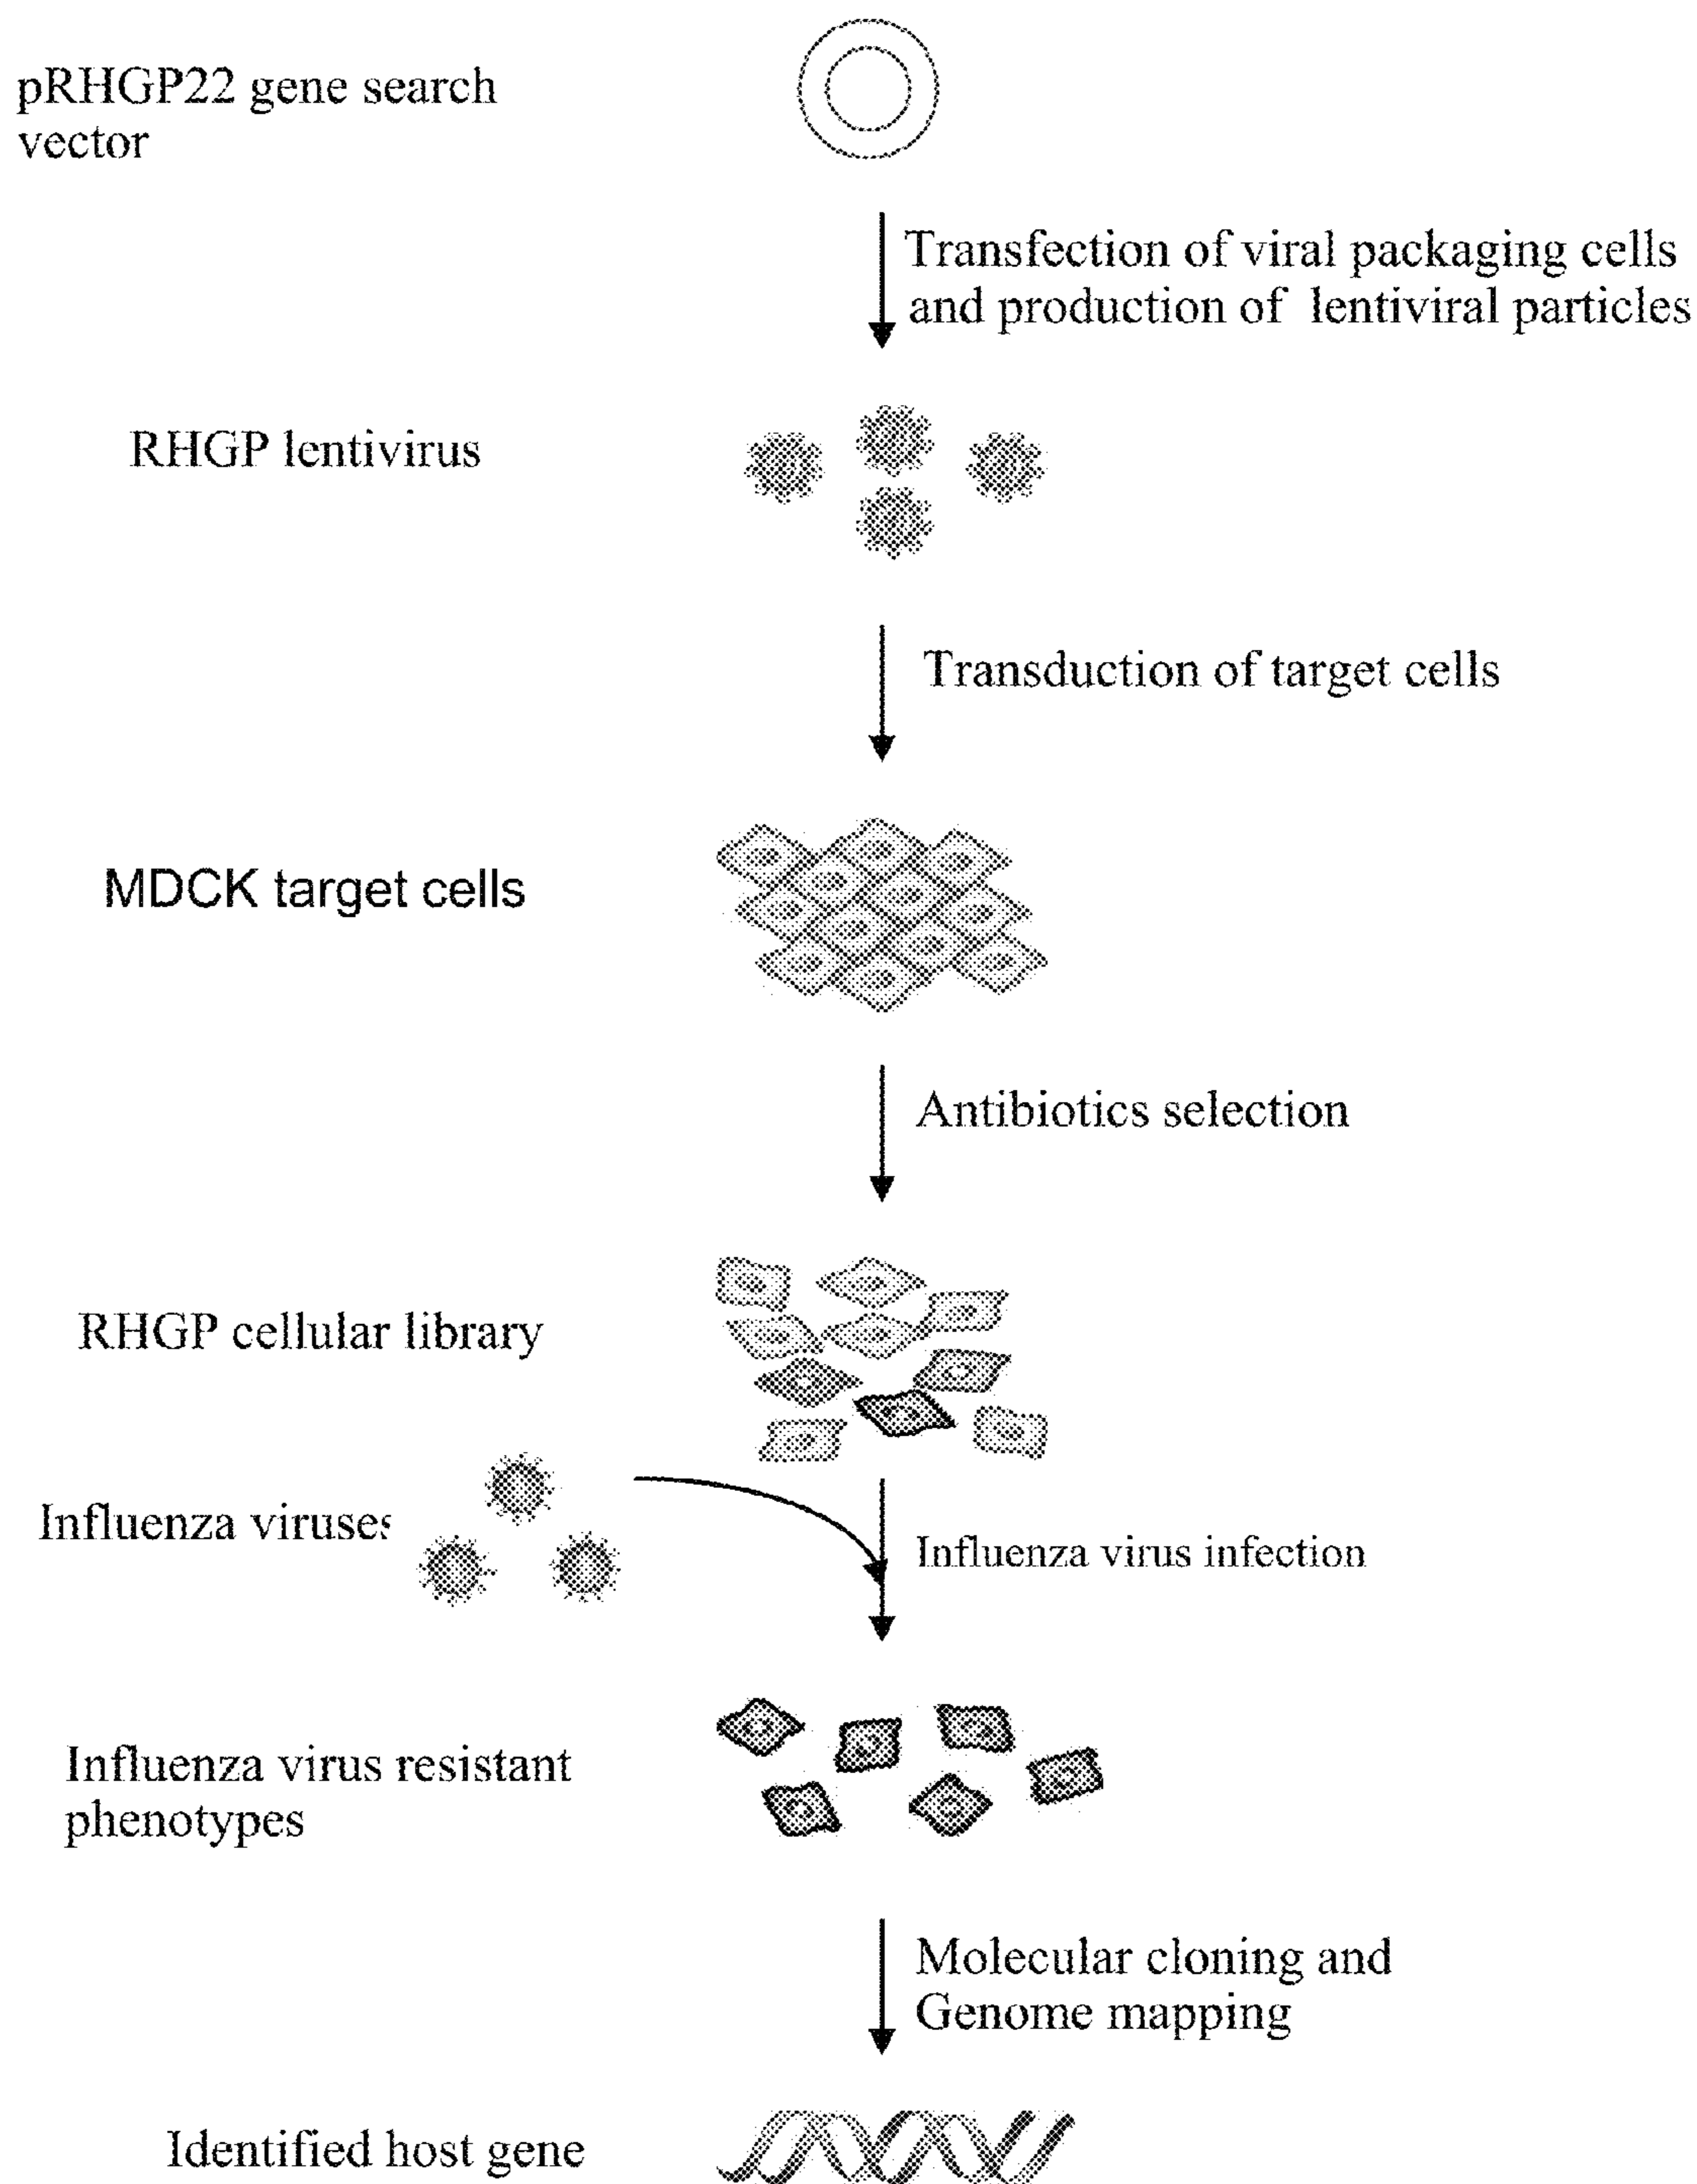 pRHGP22 gene search
vector
Transfection of viral packaging cells
and production of lentiviral particles
RHGP lentivirus
Transduction of target cells
MDCK target cells
Antibiotics selection
RHGP cellular library
Influenza viruses
Influenza virus infection
Influenza virus resistant
phenotypes
Molecular cloning and
Genome mapping
Identified host gene